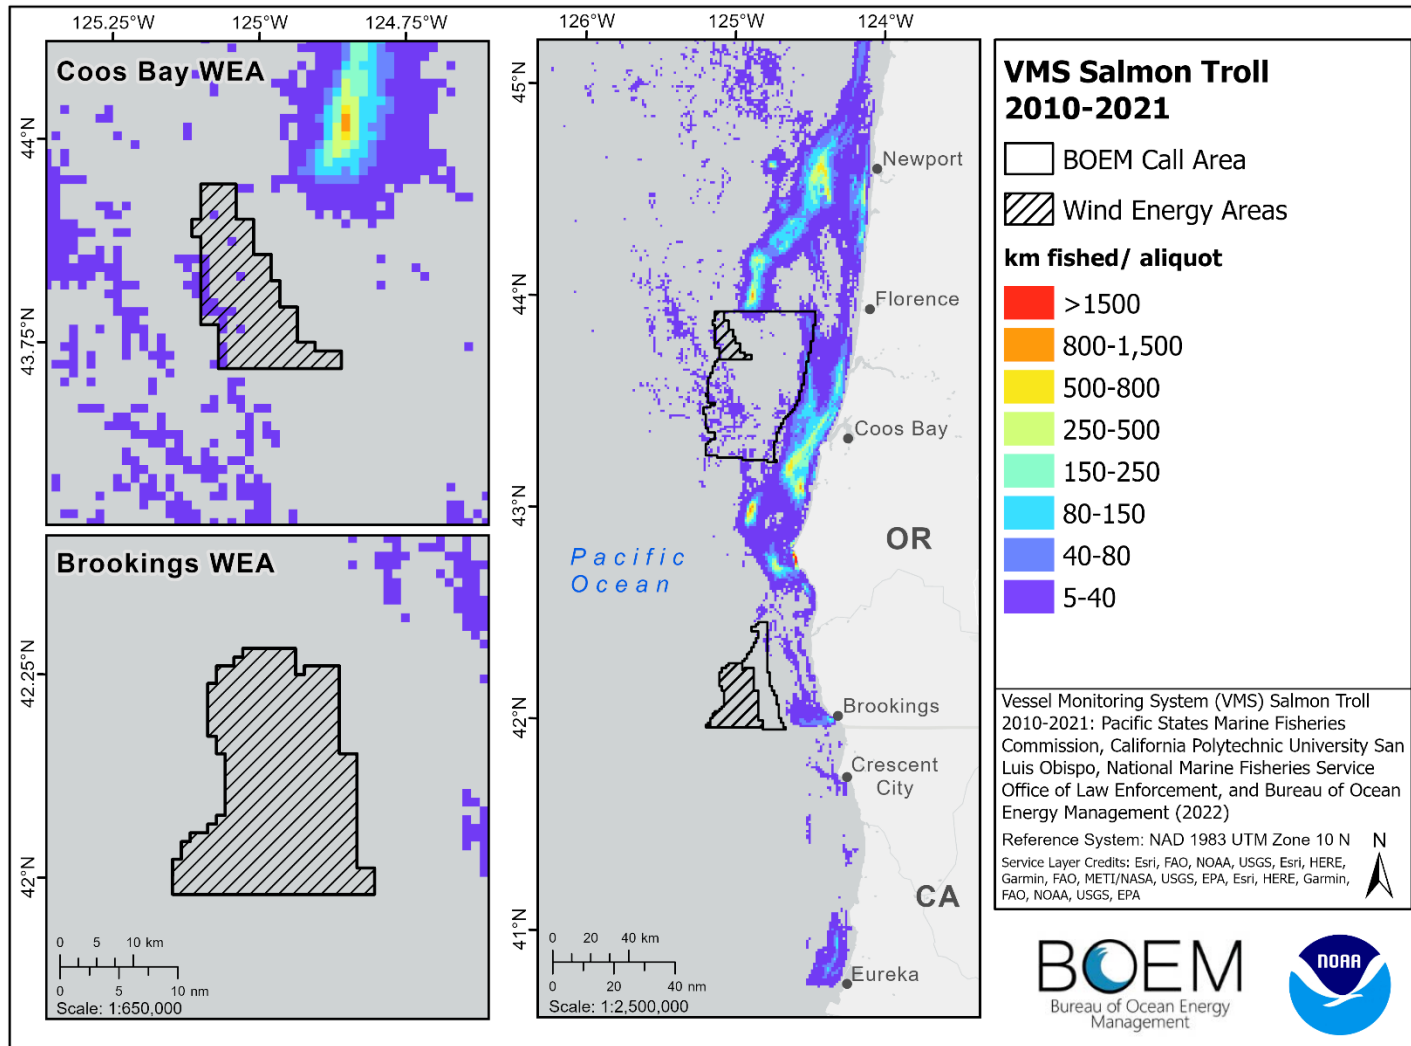 125.25°W
125°W
124.75°W
126°W
125°W
124°W
Coos Bay WEA
44°N
43.75°N
Brookings WEA
42.25°N
42°N
0 5 10 km
0 5 10 nm
Scale: 1:650,000
45°N
44°N
43°N
42°N
41°N
Newport
Florence
Coos Bay
OR
Pacific
Ocean
Brookings
Crescent
City
CA
Eureka
0 20 40 km
0 20 40 nm
Scale: 1:2,500,000
VMS Salmon Troll
2010-2021
BOEM Call Area
Wind Energy Areas
km fished/ aliquot
>1500
800-1,500
500-800
250-500
150-250
80-150
40-80
5-40
Vessel Monitoring System (VMS) Salmon Troll
2010-2021: Pacific States Marine Fisheries
Commission, California Polytechnic University San
Luis Obispo, National Marine Fisheries Service
Office of Law Enforcement, and Bureau of Ocean
Energy Management (2022)
Reference System: NAD 1983 UTM Zone 10 N
N
Service Layer Credits: Esri, FAO, NOAA, USGS, Esri, HERE,
Garmin, FAO, METI/NASA, USGS, EPA, Esri, HERE, Garmin,
FAO, NOAA, USGS, EPA
BOEM
Bureau of Ocean Energy
Management
NOAA